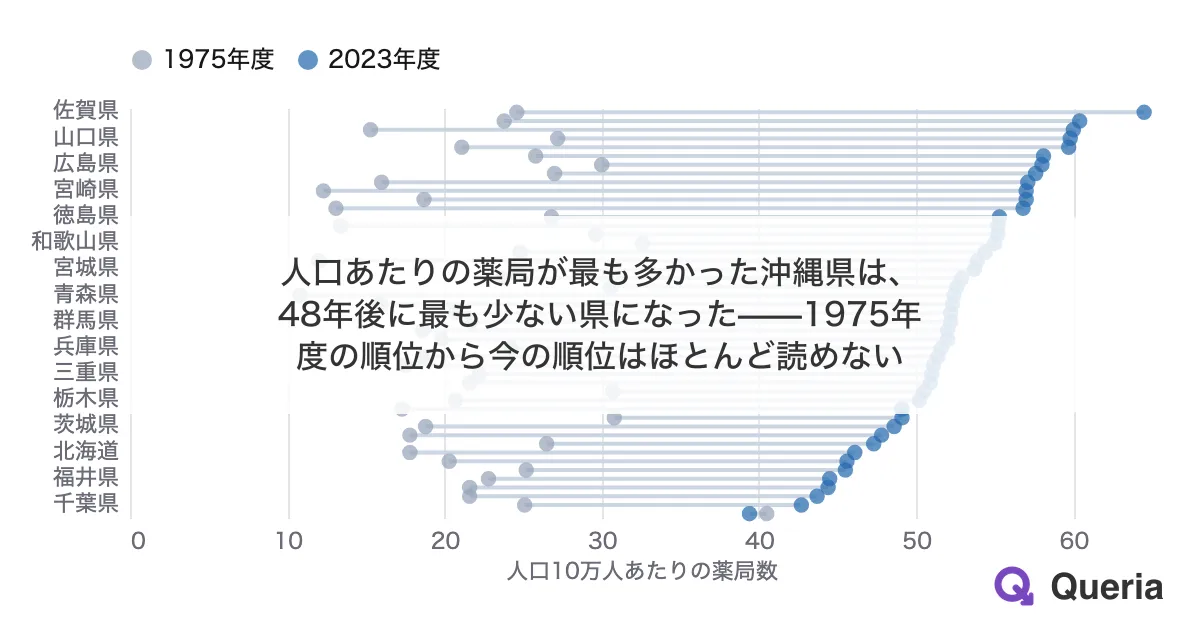 1975年度
2023年度
佐賀県
山口県
広島県
宮崎県
徳島県
和歌山県
宮城県
青森県
群馬県
兵庫県
三重県
栃木県
茨城県
北海道
福井県
千葉県
人口あたりの薬局が最も多かった沖縄県は、
48年後に最も少ない県になった——1975年
度の順位から今の順位はほとんど読めない
0 10 20 30 40 50 60
人口10万人あたりの薬局数
Queria